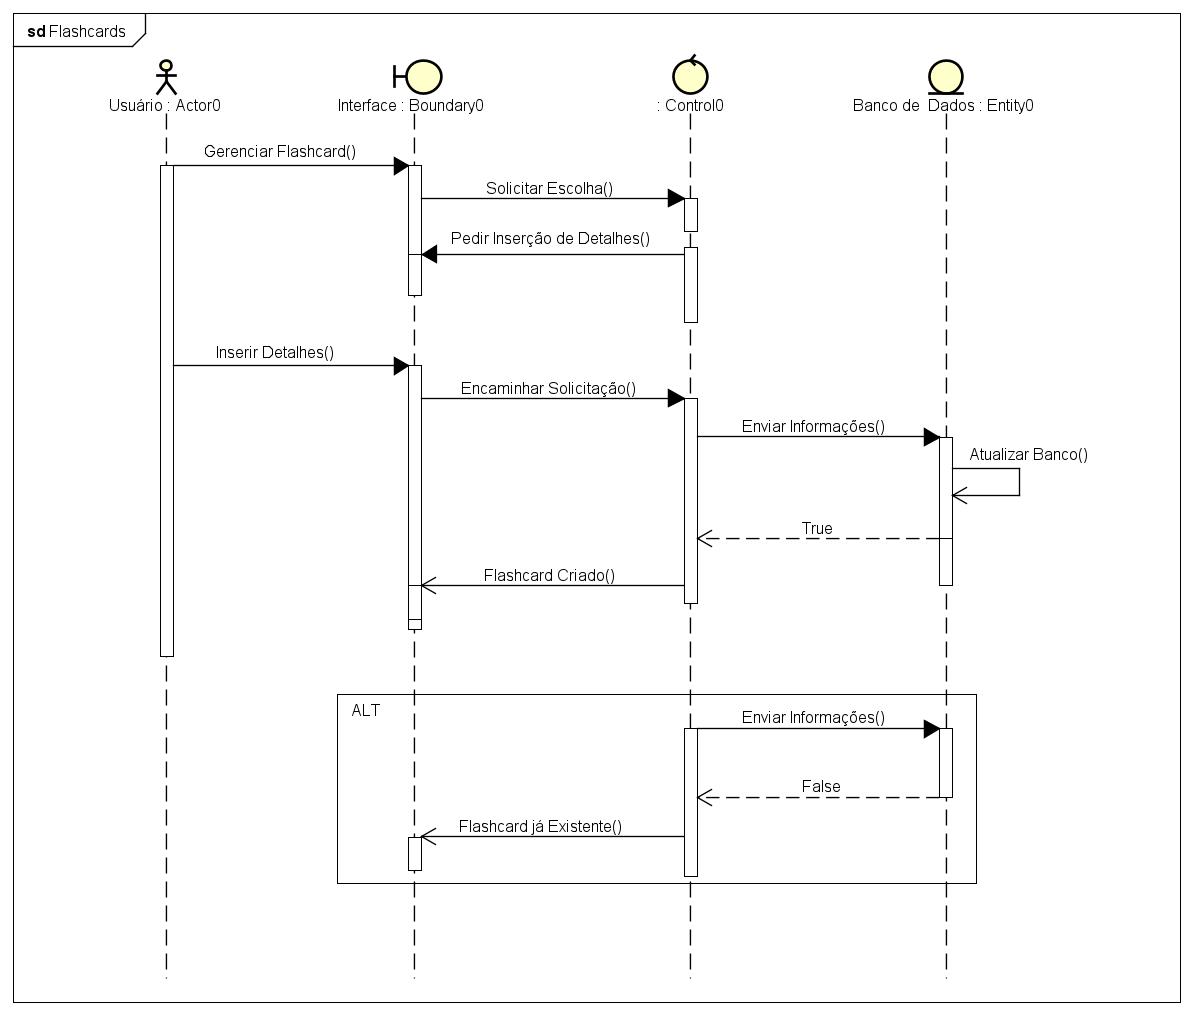 sd Flashcards
Usuário : Actor0
Interface : Boundary0
: Control0
Banco de Dados : Entity0
Gerenciar Flashcard()
Solicitar Escolha()
Pedir Inserção de Detalhes()
Inserir Detalhes()
Encaminhar Solicitação()
Enviar Informações()
Atualizar Banco()
True
Flashcard Criado()
ALT
Enviar Informações()
False
Flashcard já Existente()